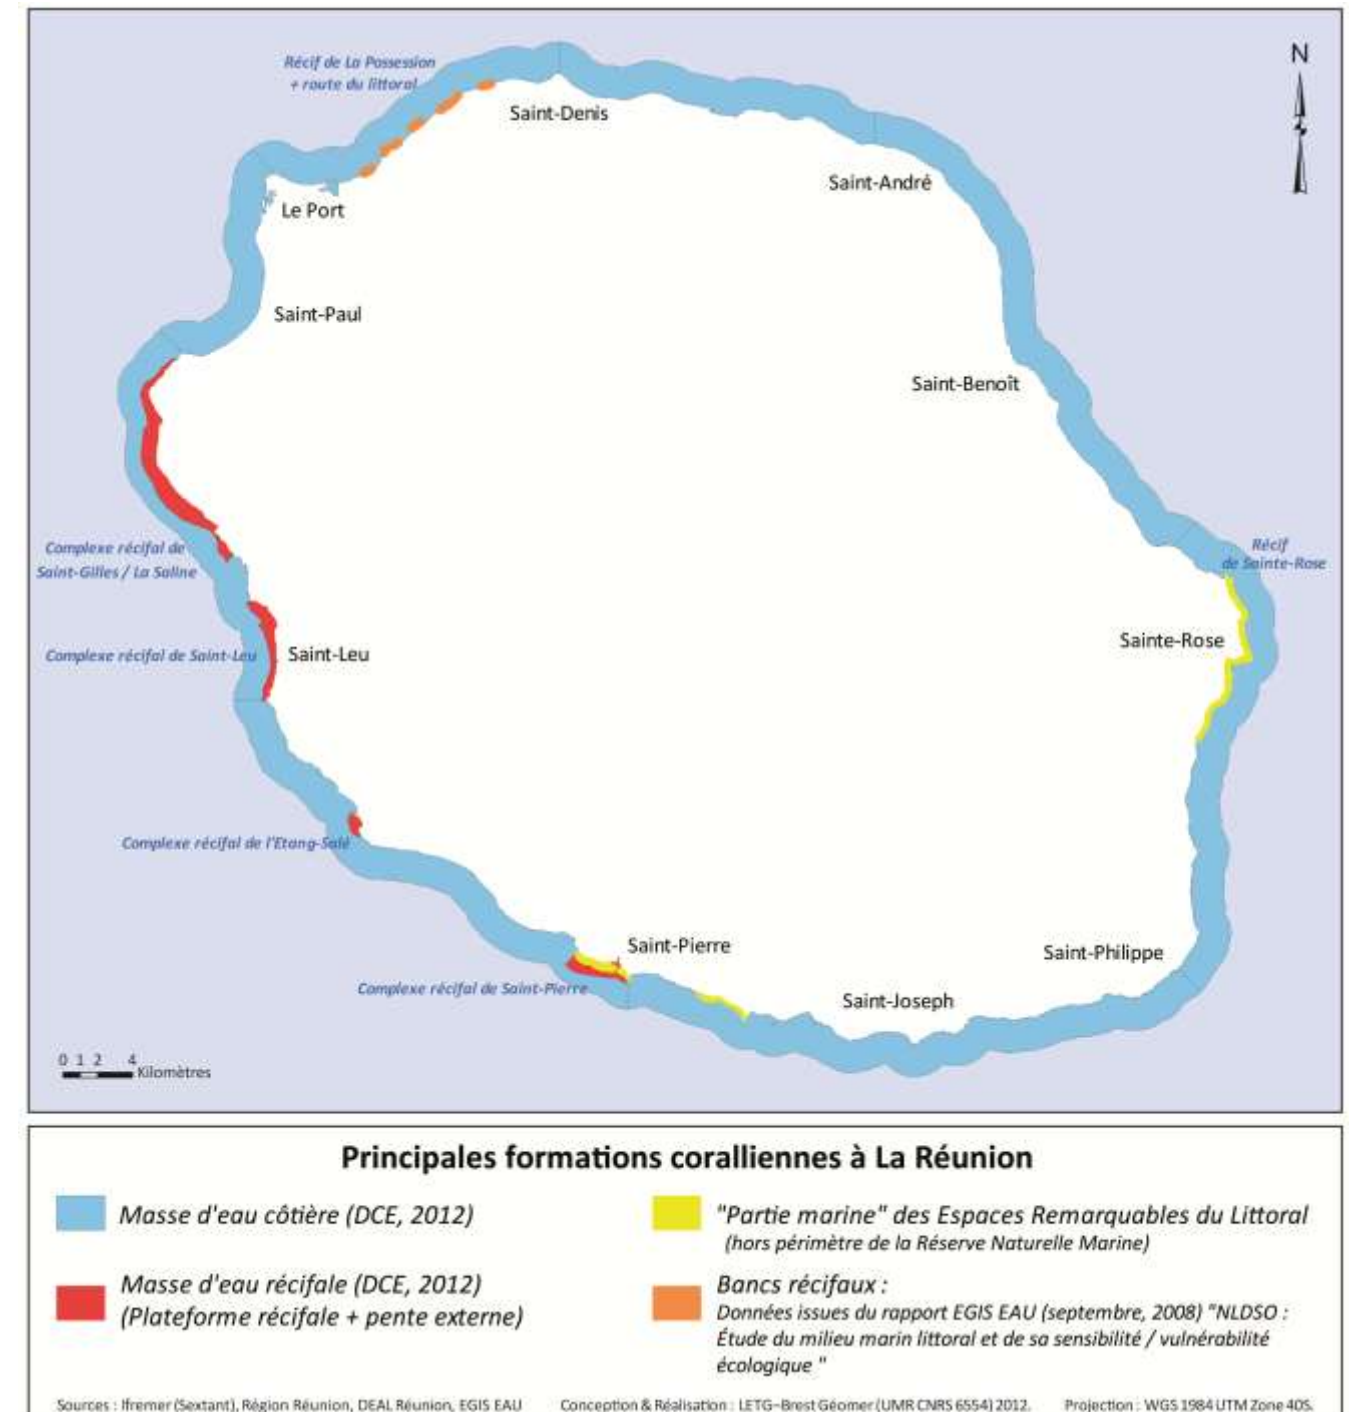 Récif de La Possession
+ route du littoral
N
Saint-Denis
Saint-André
Le Port
Saint-Paul
Saint-Benoît
Complexe récifal de
Saint-Gilles / La Saline
Récif
de Sainte-Rose
Sainte-Rose
Complexe récifal de Saint-Leu
Saint-Leu
Complexe récifal de l'Etang-Salé
Saint-Pierre
Saint-Philippe
Complexe récifal de Saint-Pierre
Saint-Joseph
0 1 2 4
Kilomètres
Principales formations coralliennes à La Réunion
Masse d'eau côtière (DCE, 2012)
Masse d'eau récifale (DCE, 2012)
(Plateforme récifale + pente externe)
"Partie marine" des Espaces Remarquables du Littoral
(hors périmètre de la Réserve Naturelle Marine)
Bancs récifaux :
Données issues du rapport EGIS EAU (septembre, 2008) "NLDSO :
Étude du milieu marin littoral et de sa sensibilité / vulnérabilité
écologique "
Sources : Ifremer (Sextant), Région Réunion, DEAL Réunion, EGIS EAU
Conception & Réalisation : LETG–Brest Géomer (UMR CNRS 6554) 2012.
Projection : WGS 1984 UTM Zone 40S.